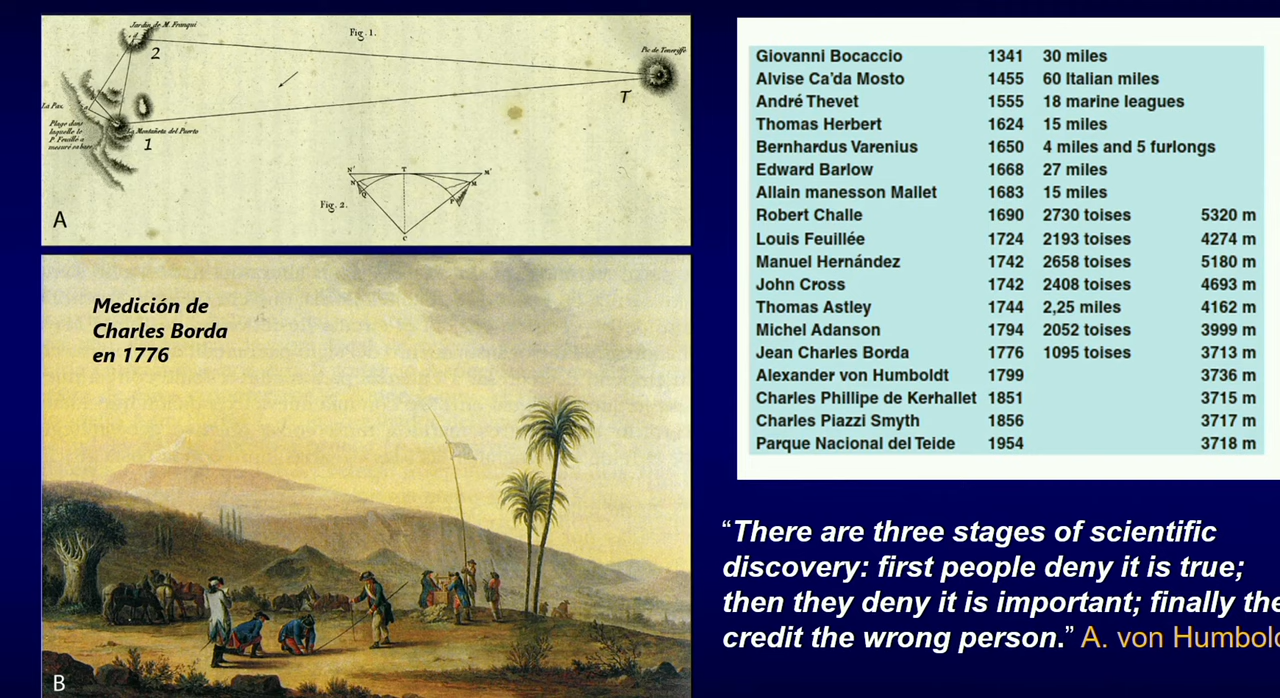 Jardin de M. Franqui
Fig. 1.
Pic de Teneriffe
2
T
La Paz.
Plage dans
laquelle le
P. Feuillé a
mesuré sa base
La Montañeta del Puerto
1
N' T M'
N M
Fig. 2.
C
A
Medición de
Charles Borda
en 1776
B
Giovanni Bocaccio 1341 30 miles
Alvise Ca'da Mosto 1455 60 Italian miles
André Thevet 1555 18 marine leagues
Thomas Herbert 1624 15 miles
Bernhardus Varenius 1650 4 miles and 5 furlongs
Edward Barlow 1668 27 miles
Allain manesson Mallet 1683 15 miles
Robert Challe 1690 2730 toises 5320 m
Louis Feuillée 1724 2193 toises 4274 m
Manuel Hernández 1742 2658 toises 5180 m
John Cross 1742 2408 toises 4693 m
Thomas Astley 1744 2,25 miles 4162 m
Michel Adanson 1794 2052 toises 3999 m
Jean Charles Borda 1776 1095 toises 3713 m
Alexander von Humboldt 1799 3736 m
Charles Phillipe de Kerhallet 1851 3715 m
Charles Piazzi Smyth 1856 3717 m
Parque Nacional del Teide 1954 3718 m
“There are three stages of scientific
discovery: first people deny it is true;
then they deny it is important; finally the
credit the wrong person.” A. von Humbol